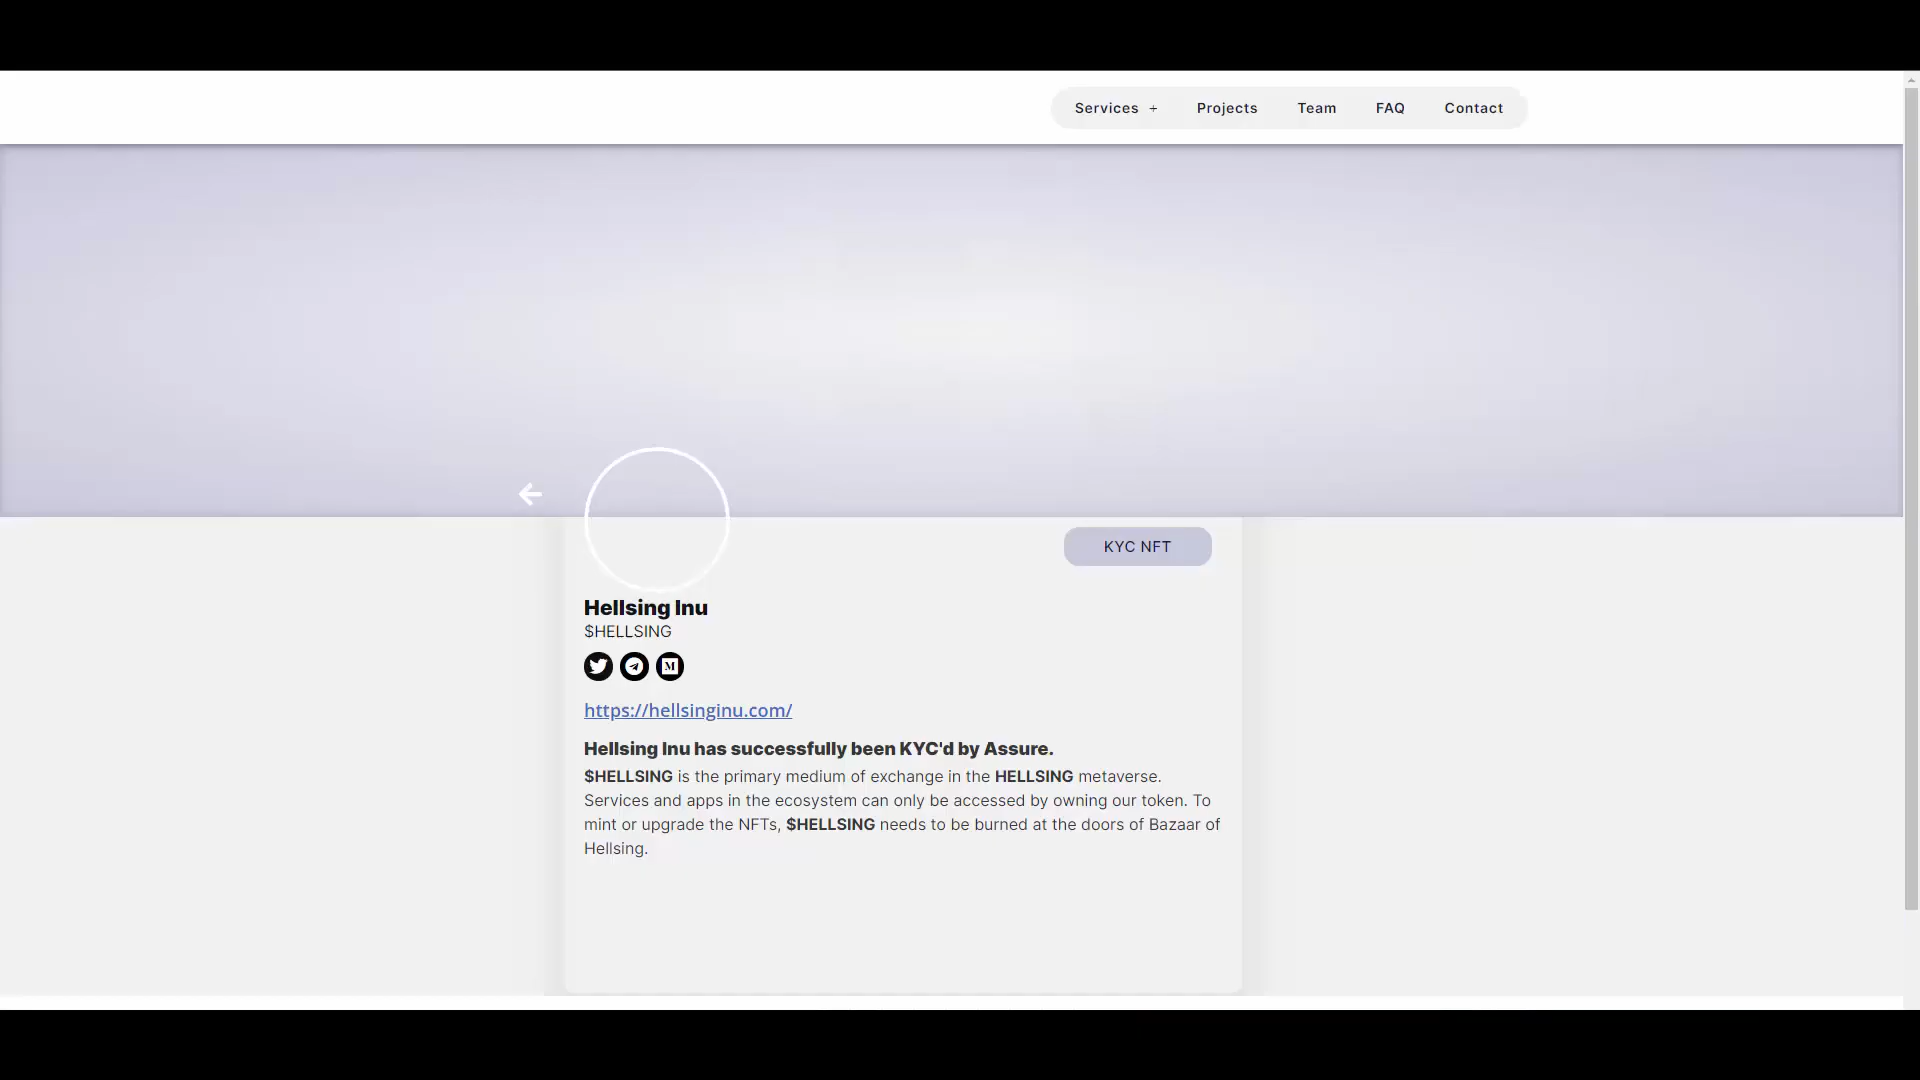 Services + Projects Team FAQ Contact
KYC NFT
Hellsing Inu
$HELLSING
M
https://hellsinginu.com/
Hellsing Inu has successfully been KYC'd by Assure.
$HELLSING is the primary medium of exchange in the HELLSING metaverse.
Services and apps in the ecosystem can only be accessed by owning our token. To
mint or upgrade the NFTs, $HELLSING needs to be burned at the doors of Bazaar of
Hellsing.